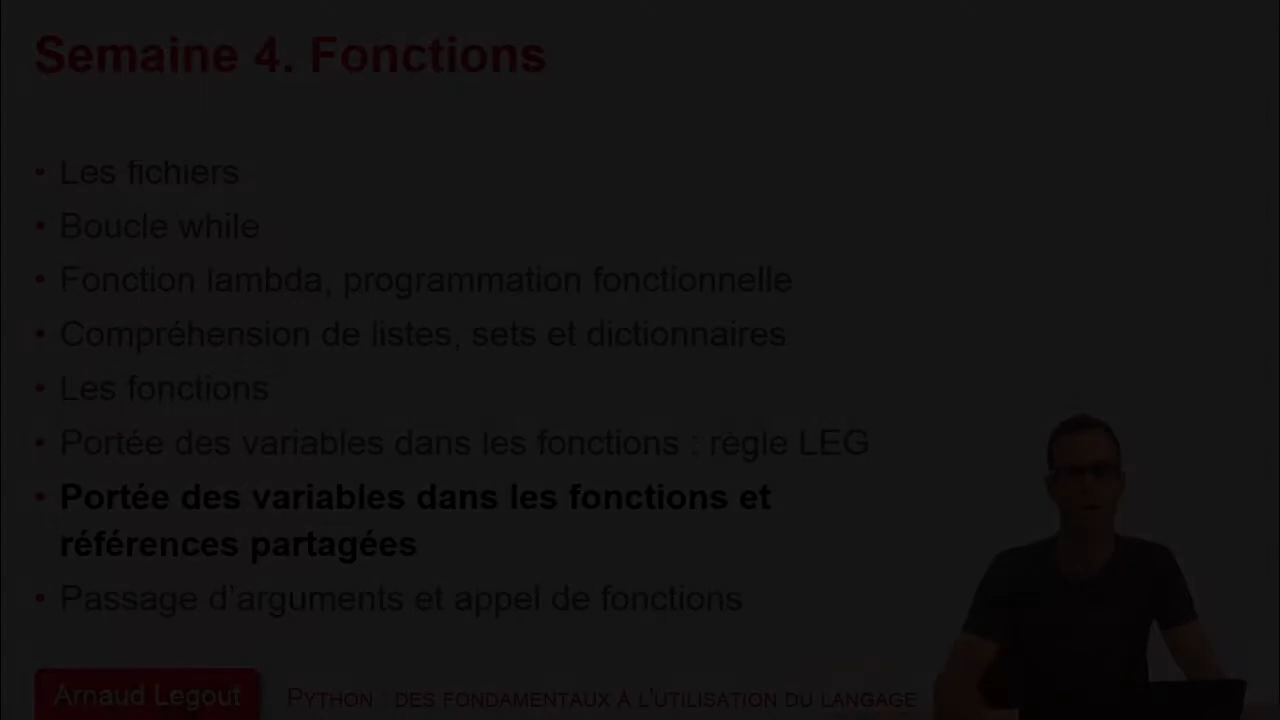 Semaine 4. Fonctions
• Les fichiers
• Boucle while
• Fonction lambda, programmation fonctionnelle
• Compréhension de listes, sets et dictionnaires
• Les fonctions
• Portée des variables dans les fonctions : règle LEG
• Portée des variables dans les fonctions et
références partagées
• Passage d'arguments et appel de fonctions
Arnaud Legout
PYTHON : DES FONDAMENTAUX À L'UTILISATION DU LANGAGE